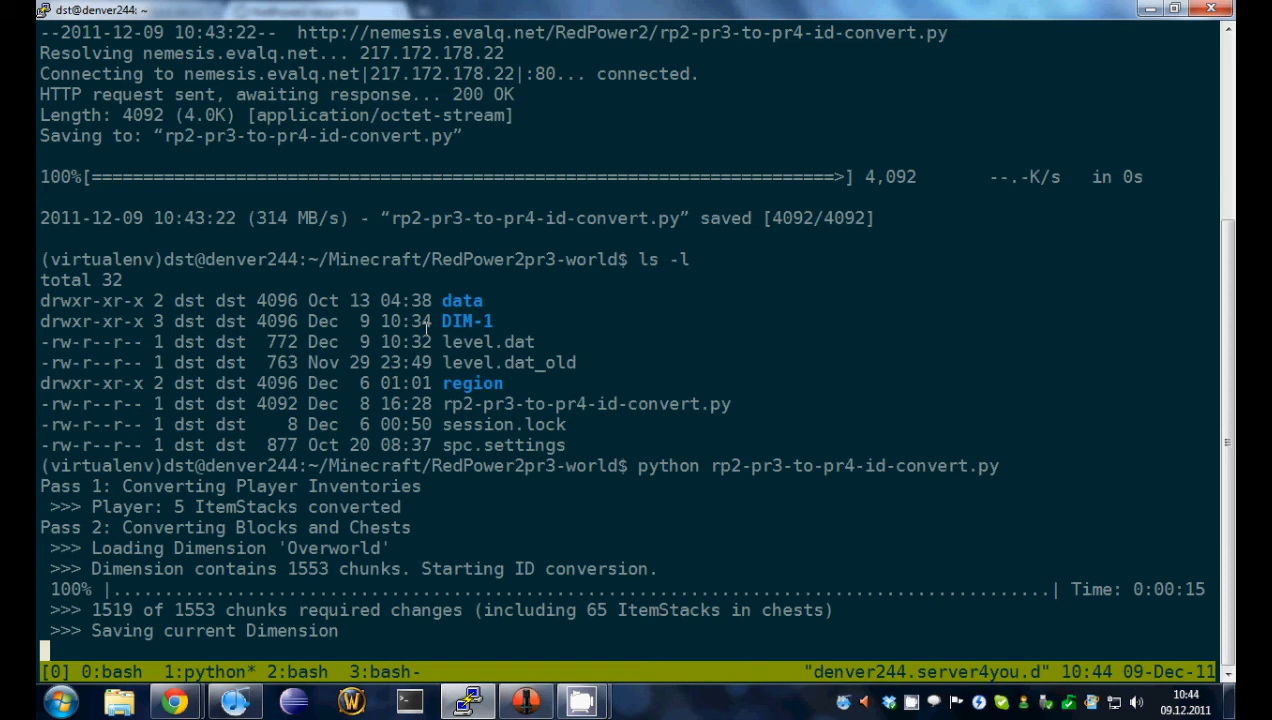 dst@denver244: ~
--2011-12-09 10:43:22--  http://nemesis.evalq.net/RedPower2/rp2-pr3-to-pr4-id-convert.py
Resolving nemesis.evalq.net... 217.172.178.22
Connecting to nemesis.evalq.net|217.172.178.22|:80... connected.
HTTP request sent, awaiting response... 200 OK
Length: 4092 (4.0K) [application/octet-stream]
Saving to: “rp2-pr3-to-pr4-id-convert.py”
100%[=========================================================================>] 4,092       --.-K/s   in 0s
2011-12-09 10:43:22 (314 MB/s) - “rp2-pr3-to-pr4-id-convert.py” saved [4092/4092]
(virtualenv)dst@denver244:~/Minecraft/RedPower2pr3-world$ ls -l
total 32
drwxr-xr-x 2 dst dst 4096 Oct 13 04:38 data
drwxr-xr-x 3 dst dst 4096 Dec  9 10:34 DIM-1
-rw-r--r-- 1 dst dst  772 Dec  9 10:32 level.dat
-rw-r--r-- 1 dst dst  763 Nov 29 23:49 level.dat_old
drwxr-xr-x 2 dst dst 4096 Dec  6 01:01 region
-rw-r--r-- 1 dst dst 4092 Dec  8 16:28 rp2-pr3-to-pr4-id-convert.py
-rw-r--r-- 1 dst dst    8 Dec  6 00:50 session.lock
-rw-r--r-- 1 dst dst  877 Oct 20 08:37 spc.settings
(virtualenv)dst@denver244:~/Minecraft/RedPower2pr3-world$ python rp2-pr3-to-pr4-id-convert.py
Pass 1: Converting Player Inventories
 >>> Player: 5 ItemStacks converted
Pass 2: Converting Blocks and Chests
 >>> Loading Dimension 'Overworld'
 >>> Dimension contains 1553 chunks. Starting ID conversion.
 100% |............................................................................................| Time: 0:00:15
 >>> 1519 of 1553 chunks required changes (including 65 ItemStacks in chests)
 >>> Saving current Dimension
[0] 0:bash  1:python* 2:bash  3:bash-  "denver244.server4you.d" 10:44 09-Dec-11
10:44
09.12.2011